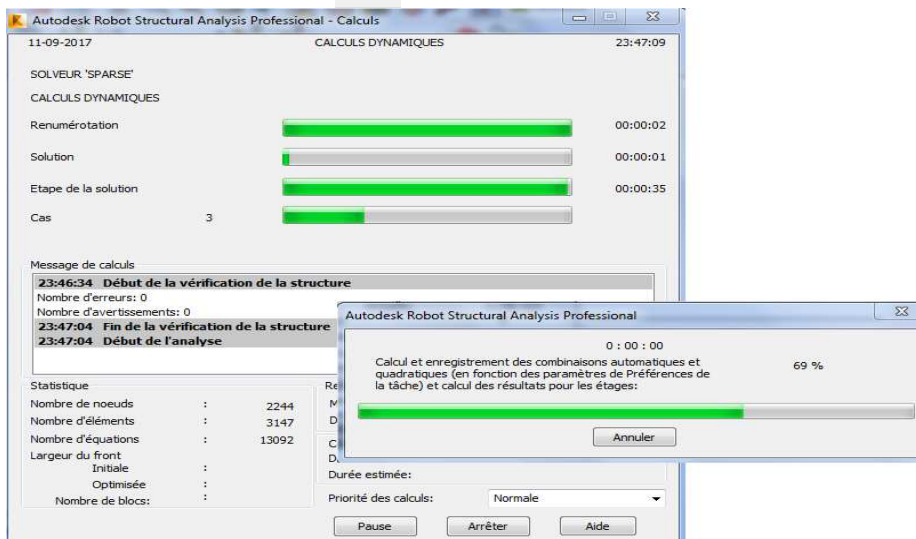 Autodesk Robot Structural Analysis Professional - Calculs
11-09-2017 CALCULS DYNAMIQUES 23:47:09
SOLVEUR 'SPARSE'
CALCULS DYNAMIQUES
Renumérotation 00:00:02
Solution 00:00:01
Etape de la solution 00:00:35
Cas 3
Message de calculs
23:46:34 Début de la vérification de la structure
Nombre d'erreurs: 0
Nombre d'avertissements: 0
23:47:04 Fin de la vérification de la structure
23:47:04 Début de l'analyse
Autodesk Robot Structural Analysis Professional
0 : 00 : 00
Calcul et enregistrement des combinaisons automatiques et
quadratiques (en fonction des paramètres de Préférences de
la tâche) et calcul des résultats pour les étages:
69 %
Annuler
Statistique
Nombre de noeuds : 2244
Nombre d'éléments : 3147
Nombre d'équations : 13092
Largeur du front
Initiale :
Optimisée :
Nombre de blocs: :
Durée estimée:
Priorité des calculs: Normale
Pause Arrêter Aide